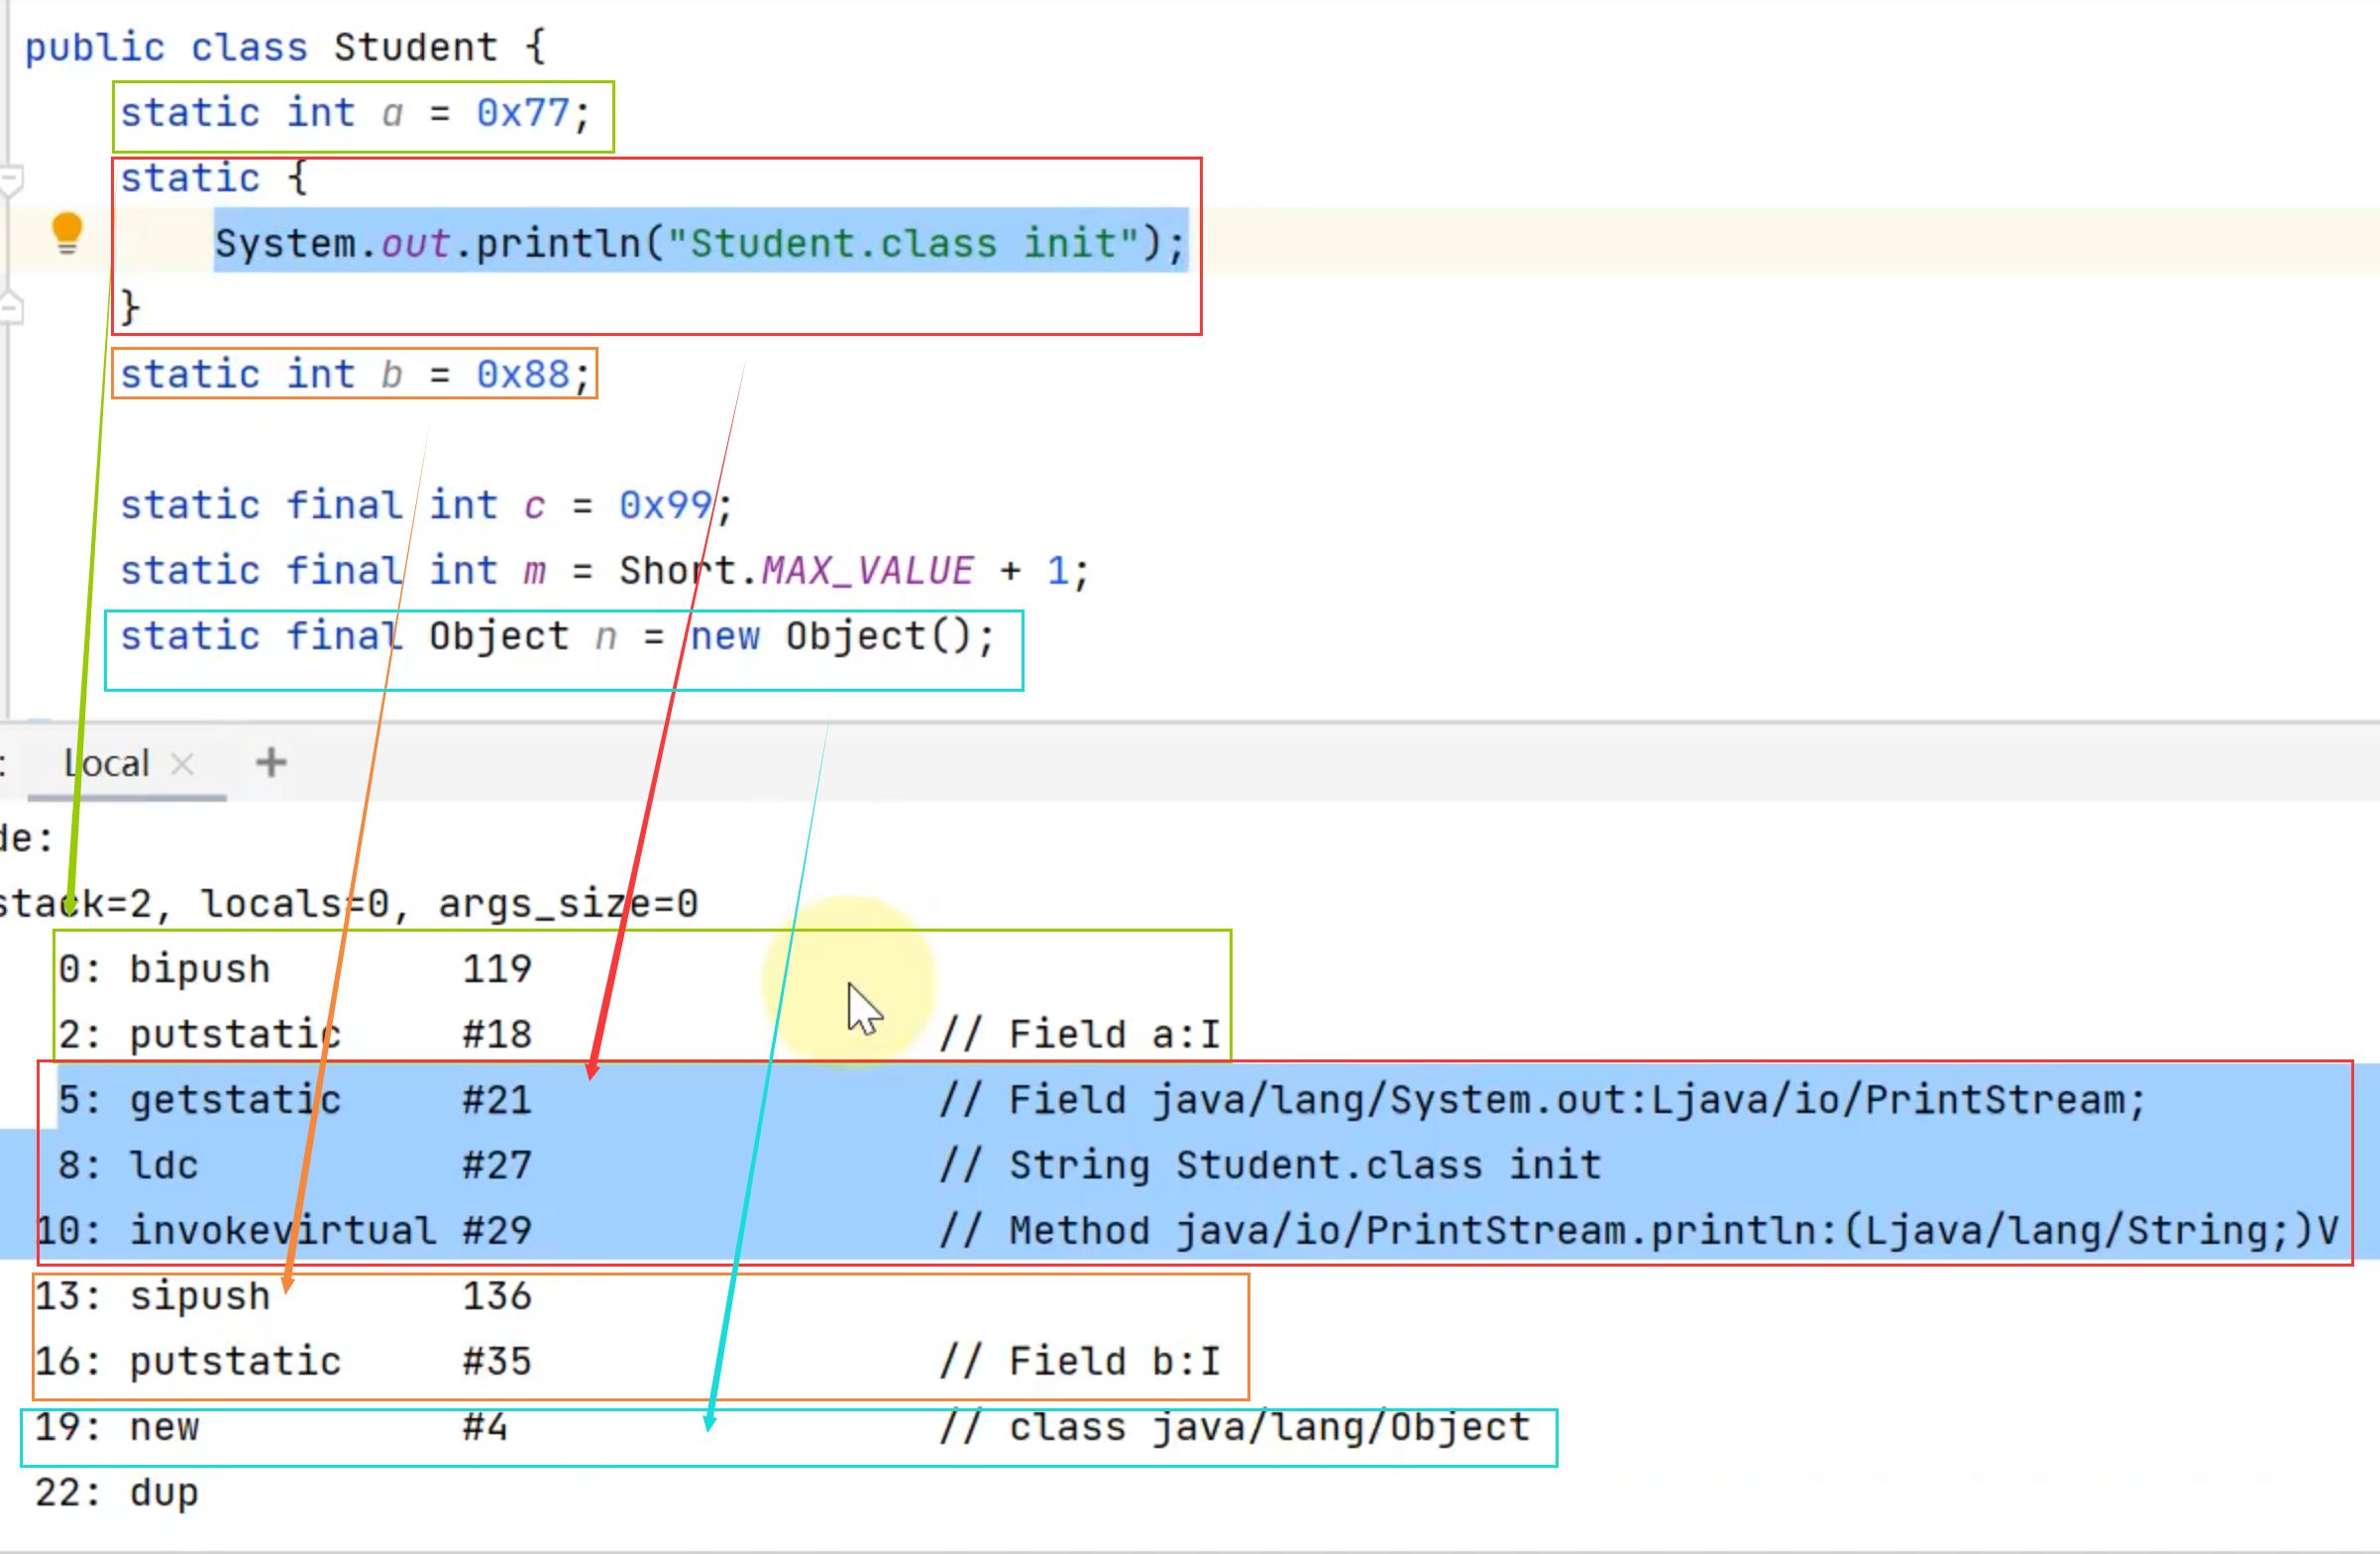 public class Student {
static int a = 0x77;
static {
System.out.println("Student.class init");
}
static int b = 0x88;
static final int c = 0x99;
static final int m = Short.MAX_VALUE + 1;
static final Object n = new Object();
: Local × +
de:
stack=2, locals=0, args_size=0
0: bipush 119
2: putstatic #18 // Field a:I
5: getstatic #21 // Field java/lang/System.out:Ljava/io/PrintStream;
8: ldc #27 // String Student.class init
10: invokevirtual #29 // Method java/io/PrintStream.println:(Ljava/lang/String;)V
13: sipush 136
16: putstatic #35 // Field b:I
19: new #4 // class java/lang/Object
22: dup